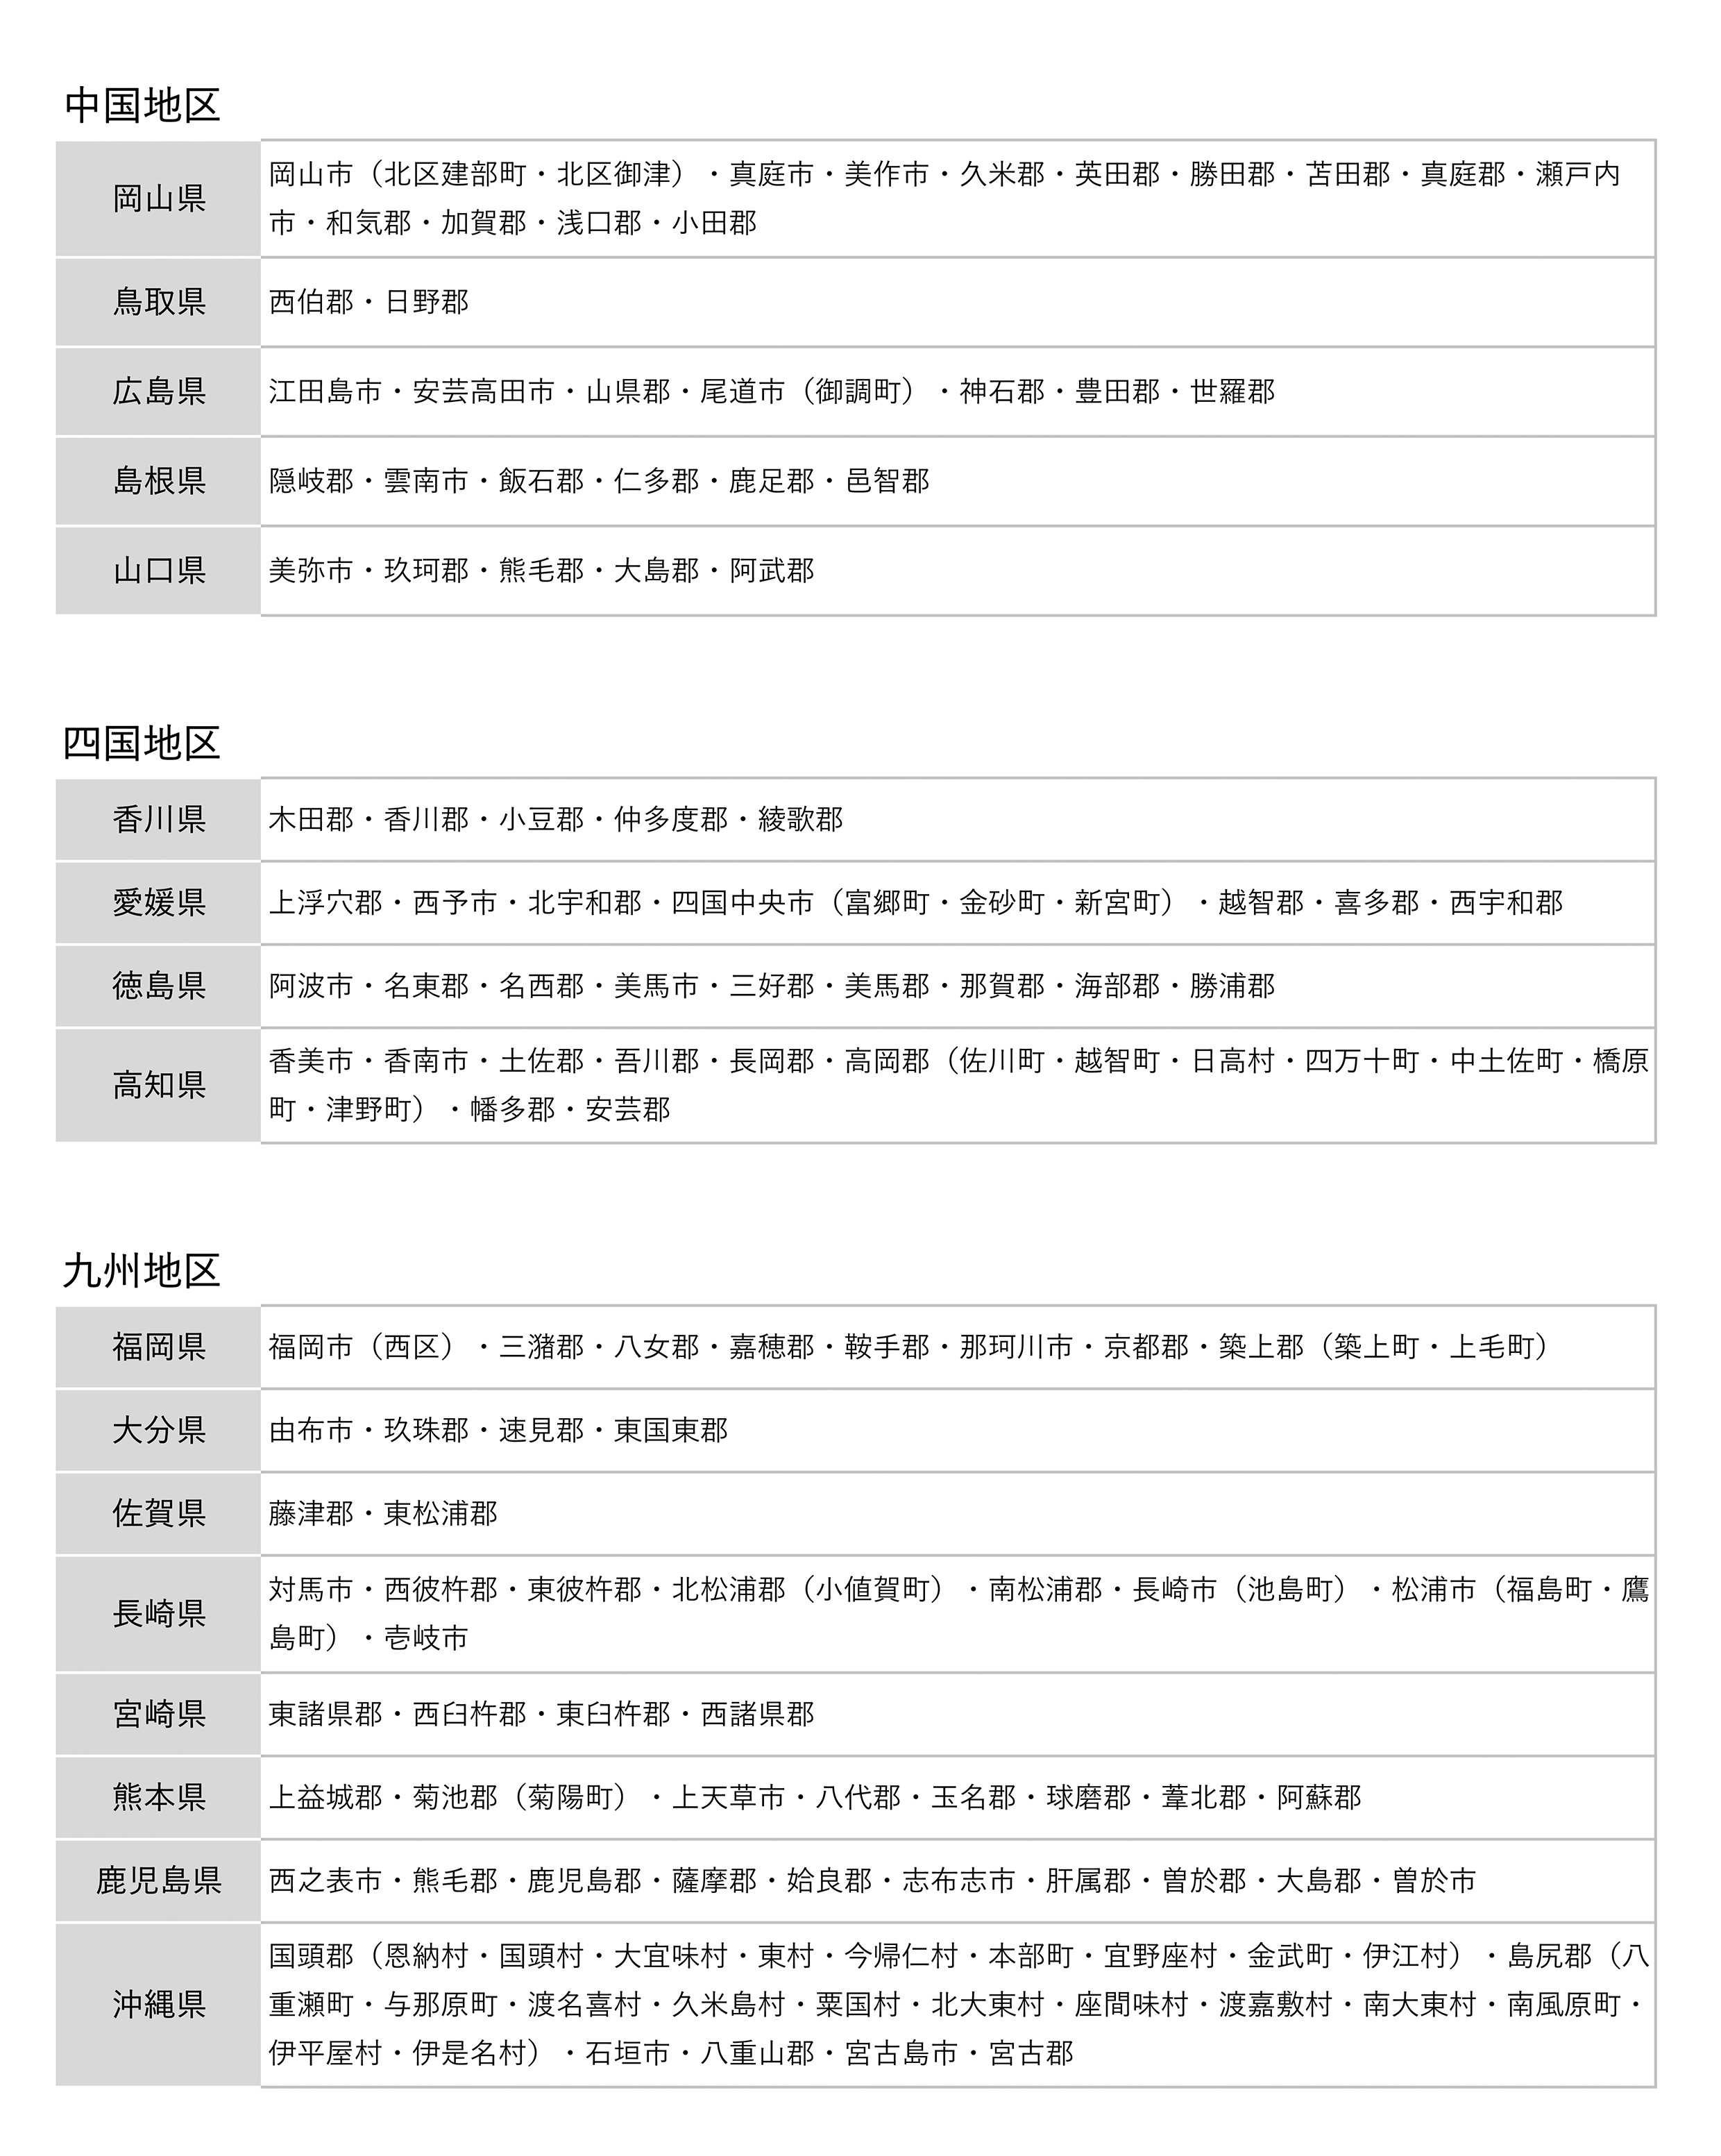 中国地区
岡山県
岡山市（北区建部町・北区御津）・真庭市・美作市・久米郡・英田郡・勝田郡・苫田郡・真庭郡・瀬戸内
市・和気郡・加賀郡・浅口郡・小田郡
鳥取県
西伯郡・日野郡
広島県
江田島市・安芸高田市・山県郡・尾道市（御調町）・神石郡・豊田郡・世羅郡
島根県
隠岐郡・雲南市・飯石郡・仁多郡・鹿足郡・邑智郡
山口県
美弥市・玖珂郡・熊毛郡・大島郡・阿武郡
四国地区
香川県
木田郡・香川郡・小豆郡・仲多度郡・綾歌郡
愛媛県
上浮穴郡・西予市・北宇和郡・四国中央市（富郷町・金砂町・新宮町）・越智郡・喜多郡・西宇和郡
徳島県
阿波市・名東郡・名西郡・美馬市・三好郡・美馬郡・那賀郡・海部郡・勝浦郡
高知県
香美市・香南市・土佐郡・吾川郡・長岡郡・高岡郡（佐川町・越智町・日高村・四万十町・中土佐町・橋原
町・津野町）・幡多郡・安芸郡
九州地区
福岡県
福岡市（西区）・三潴郡・八女郡・嘉穂郡・鞍手郡・那珂川市・京都郡・築上郡（築上町・上毛町）
大分県
由布市・玖珠郡・速見郡・東国東郡
佐賀県
藤津郡・東松浦郡
長崎県
対馬市・西彼杵郡・東彼杵郡・北松浦郡（小値賀町）・南松浦郡・長崎市（池島町）・松浦市（福島町・鷹
島町）・壱岐市
宮崎県
東諸県郡・西臼杵郡・東臼杵郡・西諸県郡
熊本県
上益城郡・菊池郡（菊陽町）・上天草市・八代郡・玉名郡・球磨郡・葦北郡・阿蘇郡
鹿児島県
西之表市・熊毛郡・鹿児島郡・薩摩郡・姶良郡・志布志市・肝属郡・曽於郡・大島郡・曽於市
沖縄県
国頭郡（恩納村・国頭村・大宜味村・東村・今帰仁村・本部町・宜野座村・金武町・伊江村）・島尻郡（八
重瀬町・与那原町・渡名喜村・久米島村・粟国村・北大東村・座間味村・渡嘉敷村・南大東村・南風原町・
伊平屋村・伊是名村）・石垣市・八重山郡・宮古島市・宮古郡